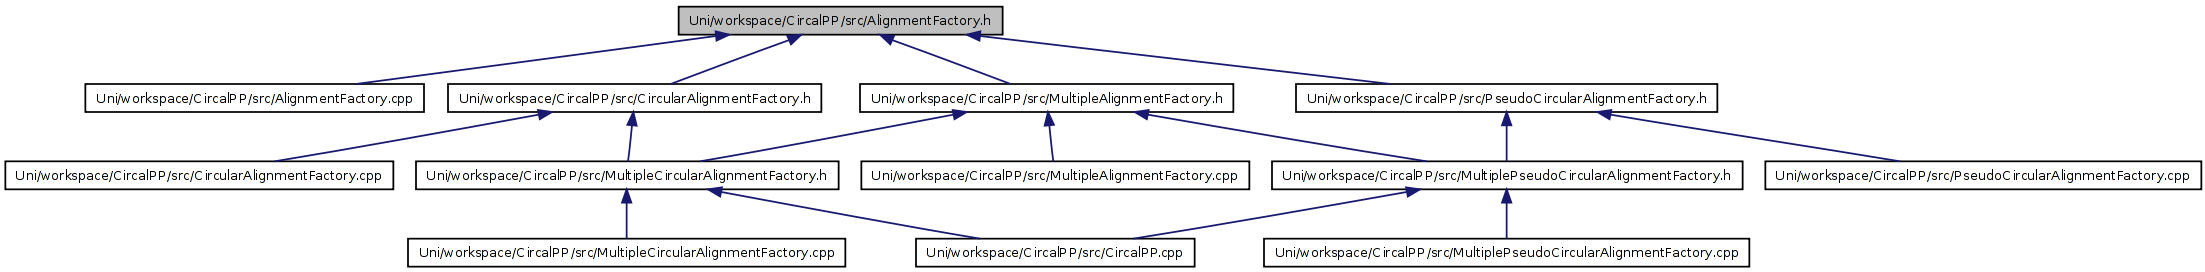 Uni/workspace/CircalPP/src/AlignmentFactory.h
Uni/workspace/CircalPP/src/AlignmentFactory.cpp
Uni/workspace/CircalPP/src/CircularAlignmentFactory.h
Uni/workspace/CircalPP/src/MultipleAlignmentFactory.h
Uni/workspace/CircalPP/src/PseudoCircularAlignmentFactory.h
Uni/workspace/CircalPP/src/CircularAlignmentFactory.cpp
Uni/workspace/CircalPP/src/MultipleCircularAlignmentFactory.h
Uni/workspace/CircalPP/src/MultipleAlignmentFactory.cpp
Uni/workspace/CircalPP/src/MultiplePseudoCircularAlignmentFactory.h
Uni/workspace/CircalPP/src/PseudoCircularAlignmentFactory.cpp
Uni/workspace/CircalPP/src/MultipleCircularAlignmentFactory.cpp
Uni/workspace/CircalPP/src/CircalPP.cpp
Uni/workspace/CircalPP/src/MultiplePseudoCircularAlignmentFactory.cpp